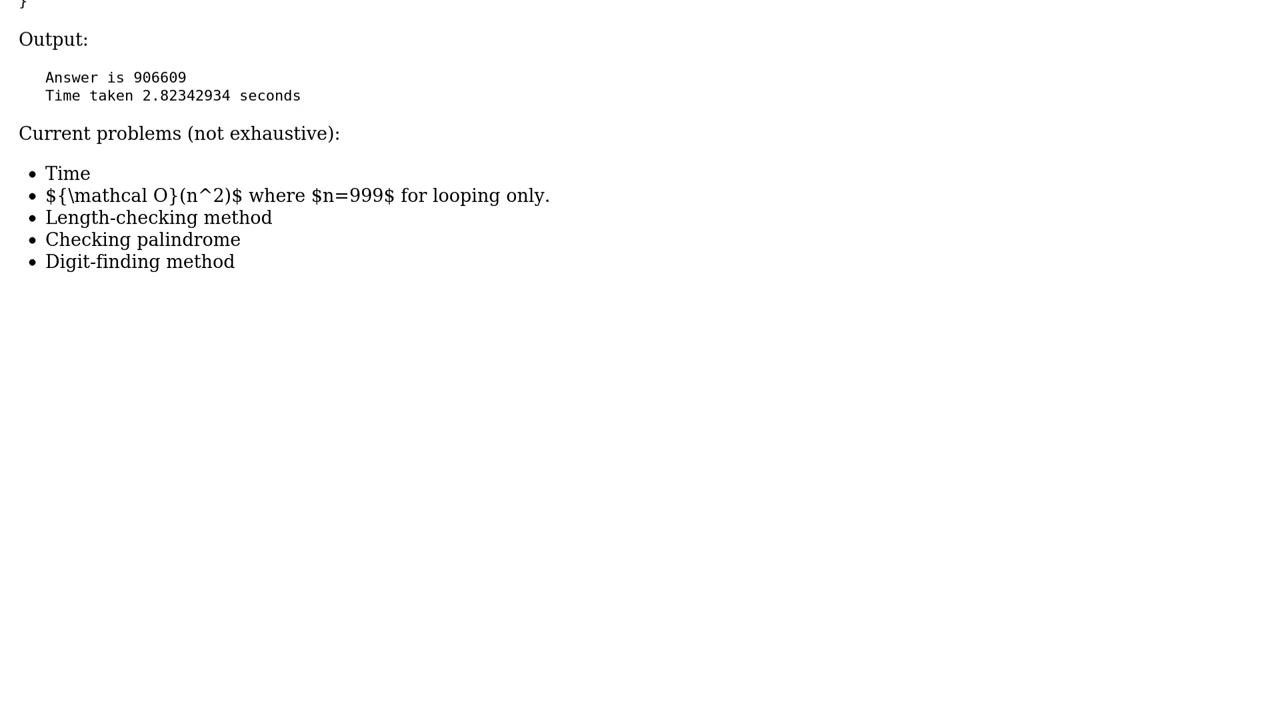 }
Output:
Answer is 906609
Time taken 2.82342934 seconds
Current problems (not exhaustive):
• Time
• ${\mathcal O}(n^2)$ where $n=999$ for looping only.
• Length-checking method
• Checking palindrome
• Digit-finding method